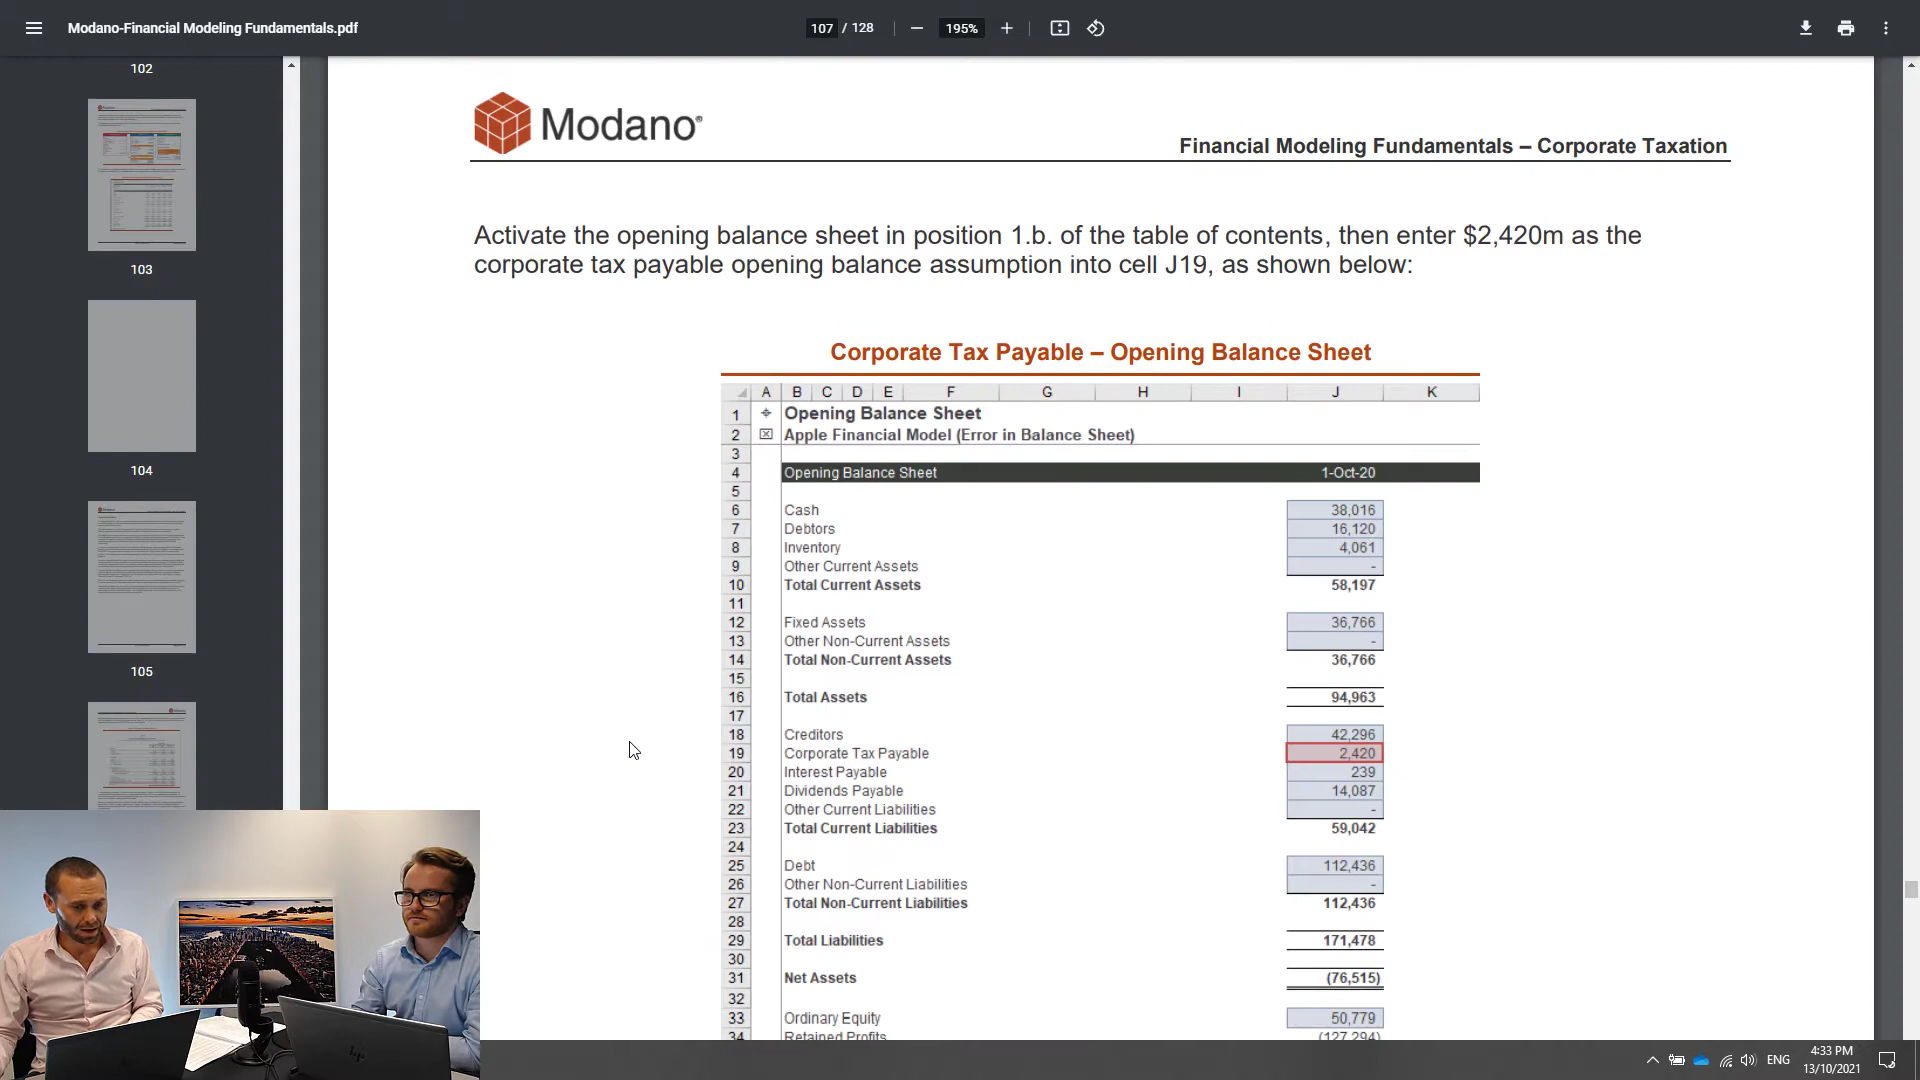 Modano-Financial Modeling Fundamentals.pdf
107 / 128
195%
102
103
104
105
Modano®
Financial Modeling Fundamentals – Corporate Taxation
Activate the opening balance sheet in position 1.b. of the table of contents, then enter $2,420m as the
corporate tax payable opening balance assumption into cell J19, as shown below:
Corporate Tax Payable – Opening Balance Sheet
A B C D E F G H I J K
1 Opening Balance Sheet
2 Apple Financial Model (Error in Balance Sheet)
3
4 Opening Balance Sheet 1-Oct-20
5
6 Cash 38,016
7 Debtors 16,120
8 Inventory 4,061
9 Other Current Assets -
10 Total Current Assets 58,197
11
12 Fixed Assets 36,766
13 Other Non-Current Assets -
14 Total Non-Current Assets 36,766
15
16 Total Assets 94,963
17
18 Creditors 42,296
19 Corporate Tax Payable 2,420
20 Interest Payable 239
21 Dividends Payable 14,087
22 Other Current Liabilities -
23 Total Current Liabilities 59,042
24
25 Debt 112,436
26 Other Non-Current Liabilities -
27 Total Non-Current Liabilities 112,436
28
29 Total Liabilities 171,478
30
31 Net Assets (76,515)
32
33 Ordinary Equity 50,779
34 Retained Profits (127,294)
ENG
4:33 PM
13/10/2021